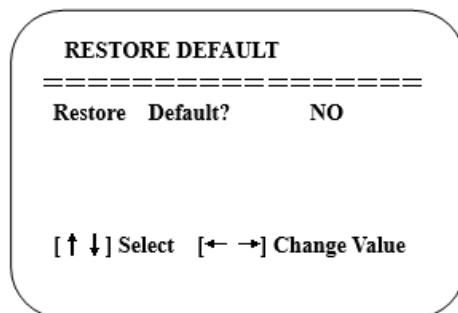 RESTORE DEFAULT
===================
Restore Default? NO
[↑ ↓] Select [← →] Change Value